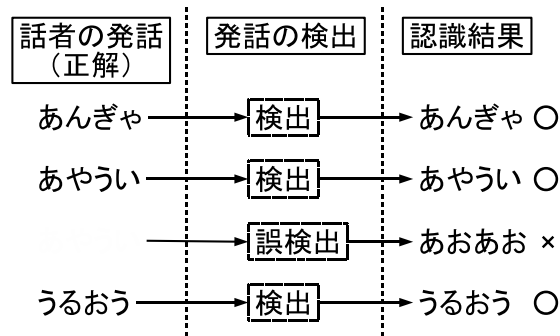 話者の発話
（正解）
発話の検出
認識結果
あんぎゃ 検出 あんぎゃ ○
あやうい 検出 あやうい ○
誤検出 あおあお ×
うるおう 検出 うるおう ○